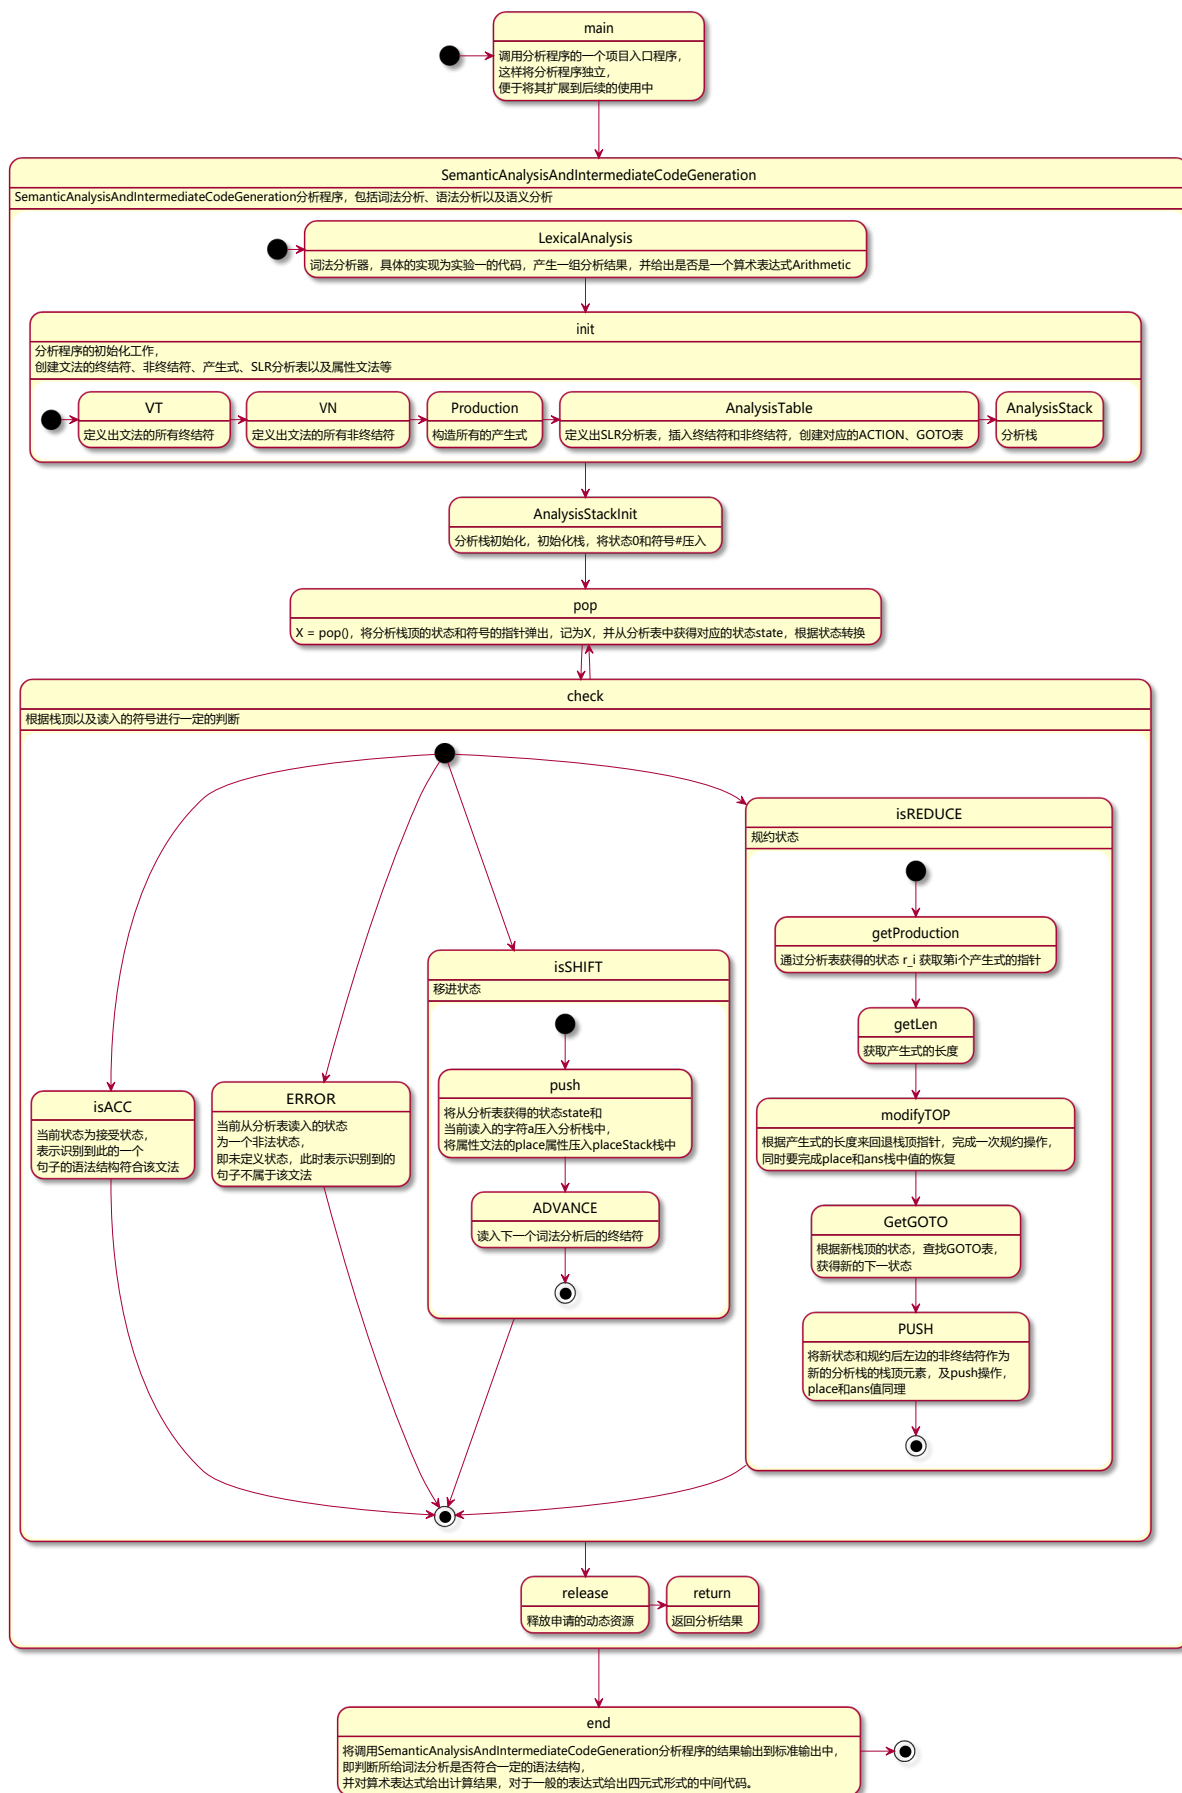 main
调用分析程序的一个项目入口程序，
这样将分析程序独立，
便于将其扩展到后续的使用中
SemanticAnalysisAndIntermediateCodeGeneration
SemanticAnalysisAndIntermediateCodeGeneration分析程序，包括词法分析、语法分析以及语义分析
LexicalAnalysis
词法分析器，具体的实现为实验一的代码，产生一组分析结果，并给出是否是一个算术表达式Arithmetic
init
分析程序的初始化工作，
创建文法的终结符、非终结符、产生式、SLR分析表以及属性文法等
VT
定义出文法的所有终结符
VN
定义出文法的所有非终结符
Production
构造所有的产生式
AnalysisTable
定义出SLR分析表，插入终结符和非终结符，创建对应的ACTION、GOTO表
AnalysisStack
分析栈
AnalysisStackInit
分析栈初始化，初始化栈，将状态0和符号#压入
pop
X = pop()，将分析栈顶的状态和符号的指针弹出，记为X，并从分析表中获得对应的状态state，根据状态转换
check
根据栈顶以及读入的符号进行一定的判断
isACC
当前状态为接受状态，
表示识别到此的一个
句子的语法结构符合该文法
ERROR
当前从分析表读入的状态
为一个非法状态，
即未定义状态，此时表示识别到的
句子不属于该文法
isSHIFT
移进状态
push
将从分析表获得的状态state和
当前读入的字符a压入分析栈中，
将属性文法的place属性压入placeStack栈中
ADVANCE
读入下一个词法分析后的终结符
isREDUCE
规约状态
getProduction
通过分析表获得的状态 r_i 获取第i个产生式的指针
getLen
获取产生式的长度
modifyTOP
根据产生式的长度来回退栈顶指针，完成一次规约操作，
同时要完成place和ans栈中值的恢复
GetGOTO
根据新栈顶的状态，查找GOTO表，
获得新的下一状态
PUSH
将新状态和规约后左边的非终结符作为
新的分析栈的栈顶元素，及push操作，
place和ans值同理
release
释放申请的动态资源
return
返回分析结果
end
将调用SemanticAnalysisAndIntermediateCodeGeneration分析程序的结果输出到标准输出中，
即判断所给词法分析是否符合一定的语法结构，
并对算术表达式给出计算结果，对于一般的表达式给出四元式形式的中间代码。